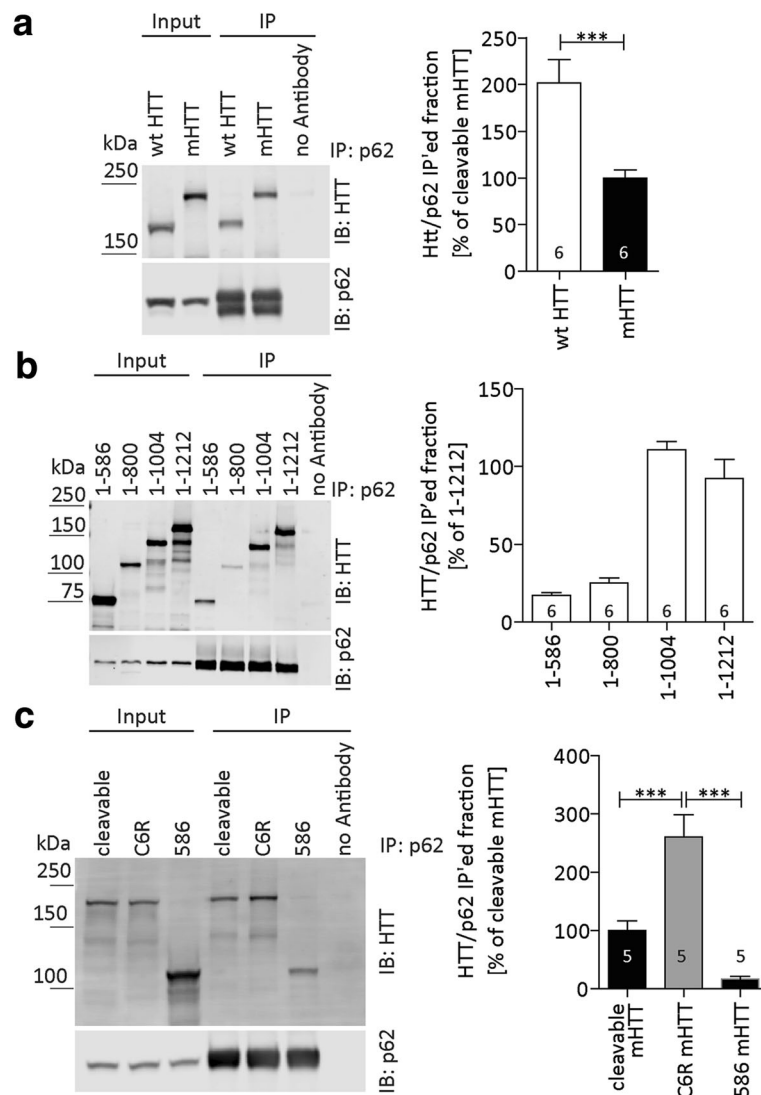 a
Input
IP
kDa
wt HTT
mHTT
wt HTT
mHTT
no Antibody
IP: p62
250
150
IB: HTT
IB: p62
Htt/p62 IP'ed fraction
[% of cleavable mHTT]
250
200
150
100
50
0
***
6
6
wt HTT
mHTT
b
Input
IP
kDa
1-586
1-800
1-1004
1-1212
1-586
1-800
1-1004
1-1212
no Antibody
IP: p62
250
150
100
75
IB: HTT
IB: p62
HTT/p62 IP'ed fraction
[% of 1-1212]
150
100
50
0
6
6
6
6
1-586
1-800
1-1004
1-1212
c
Input
IP
kDa
cleavable
C6R
586
cleavable
C6R
586
no Antibody
IP: p62
250
150
100
IB: HTT
IB: p62
HTT/p62 IP'ed fraction
[% of cleavable mHTT]
400
300
200
100
0
***
***
5
5
5
cleavable
mHTT
C6R mHTT
586 mHTT